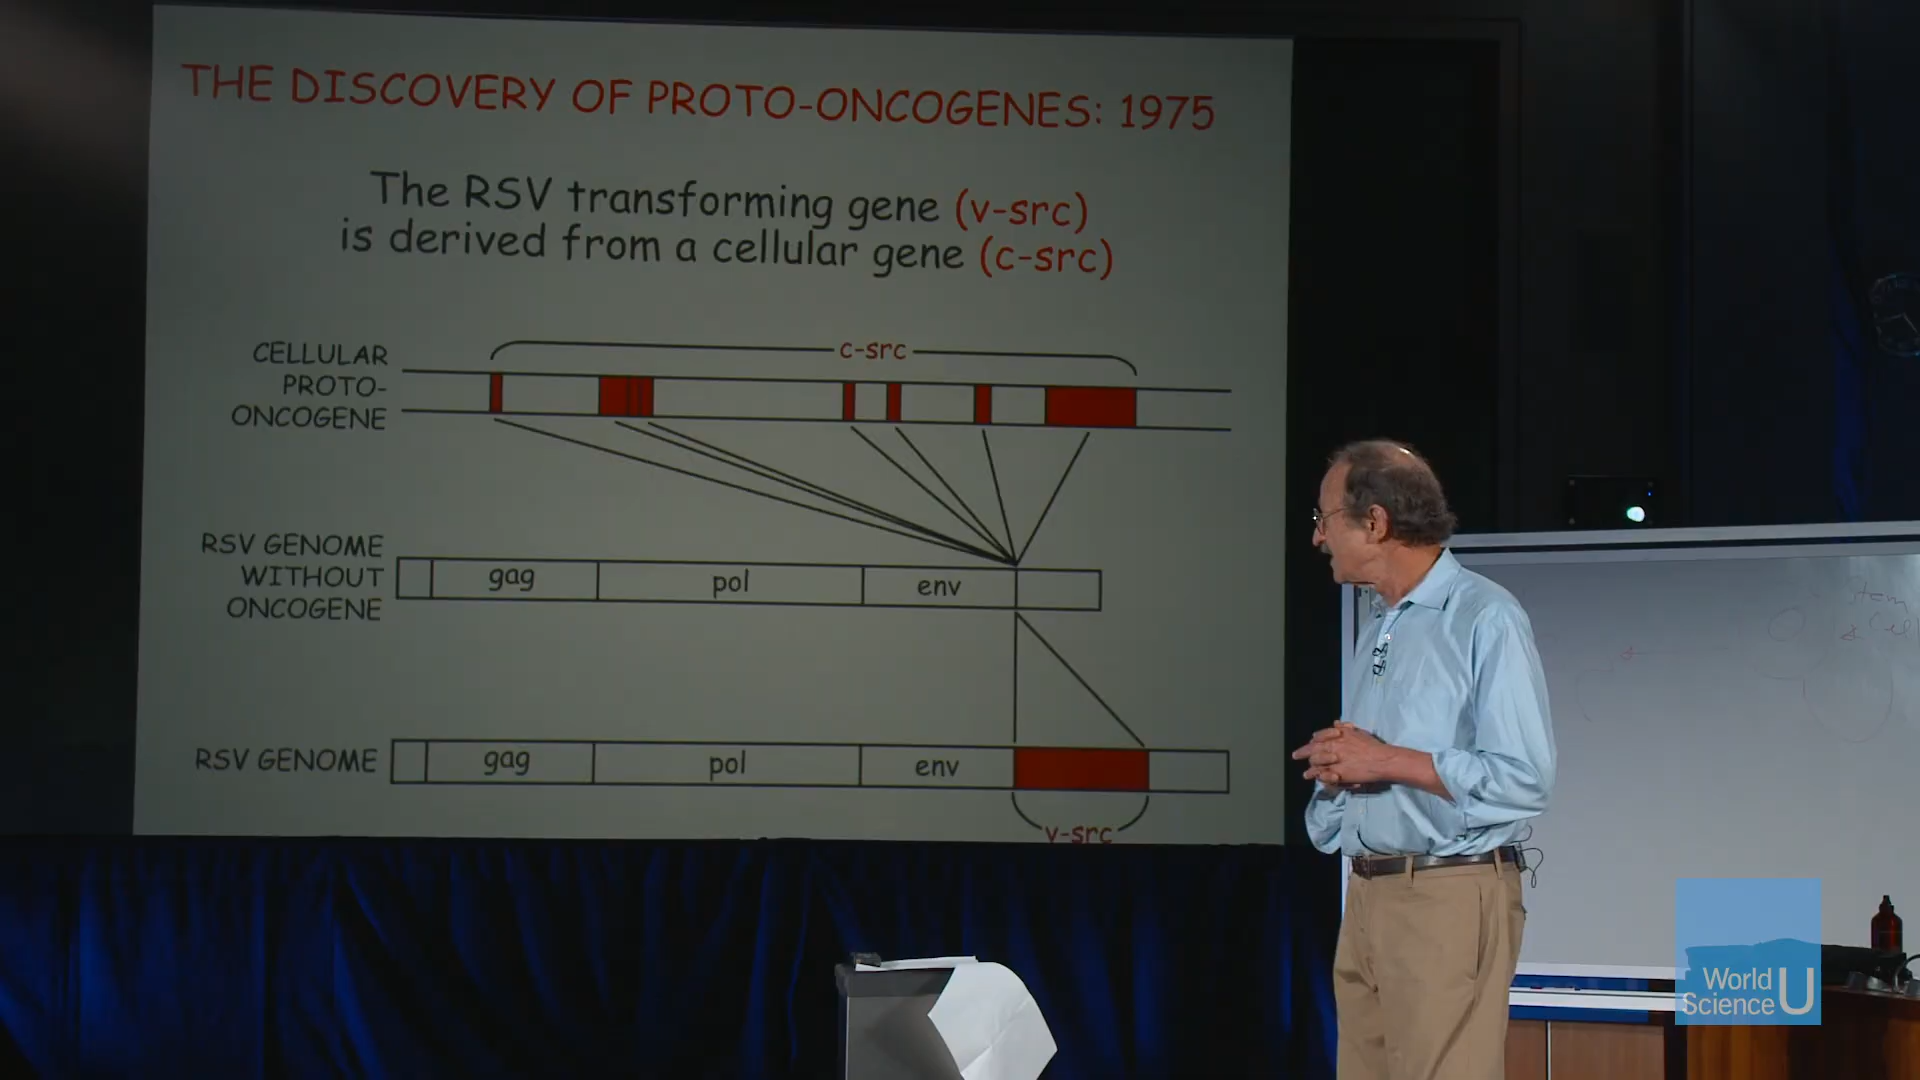 THE DISCOVERY OF PROTO-ONCOGENES: 1975
The RSV transforming gene (v-src)
is derived from a cellular gene (c-src)
c-src
CELLULAR
PROTO-
ONCOGENE
RSV GENOME
WITHOUT
ONCOGENE
gag pol env
RSV GENOME
gag pol env
v-src
Stem
World
Science U